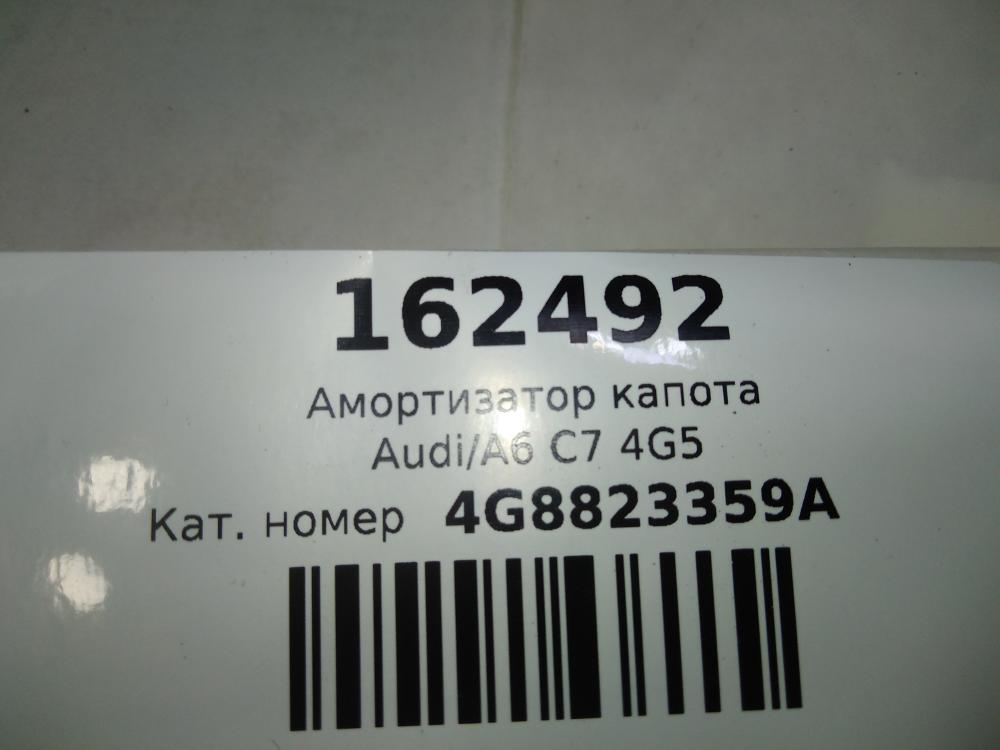 162492
Амортизатор капота
Audi/A6 C7 4G5
Кат. номер 4G8823359A